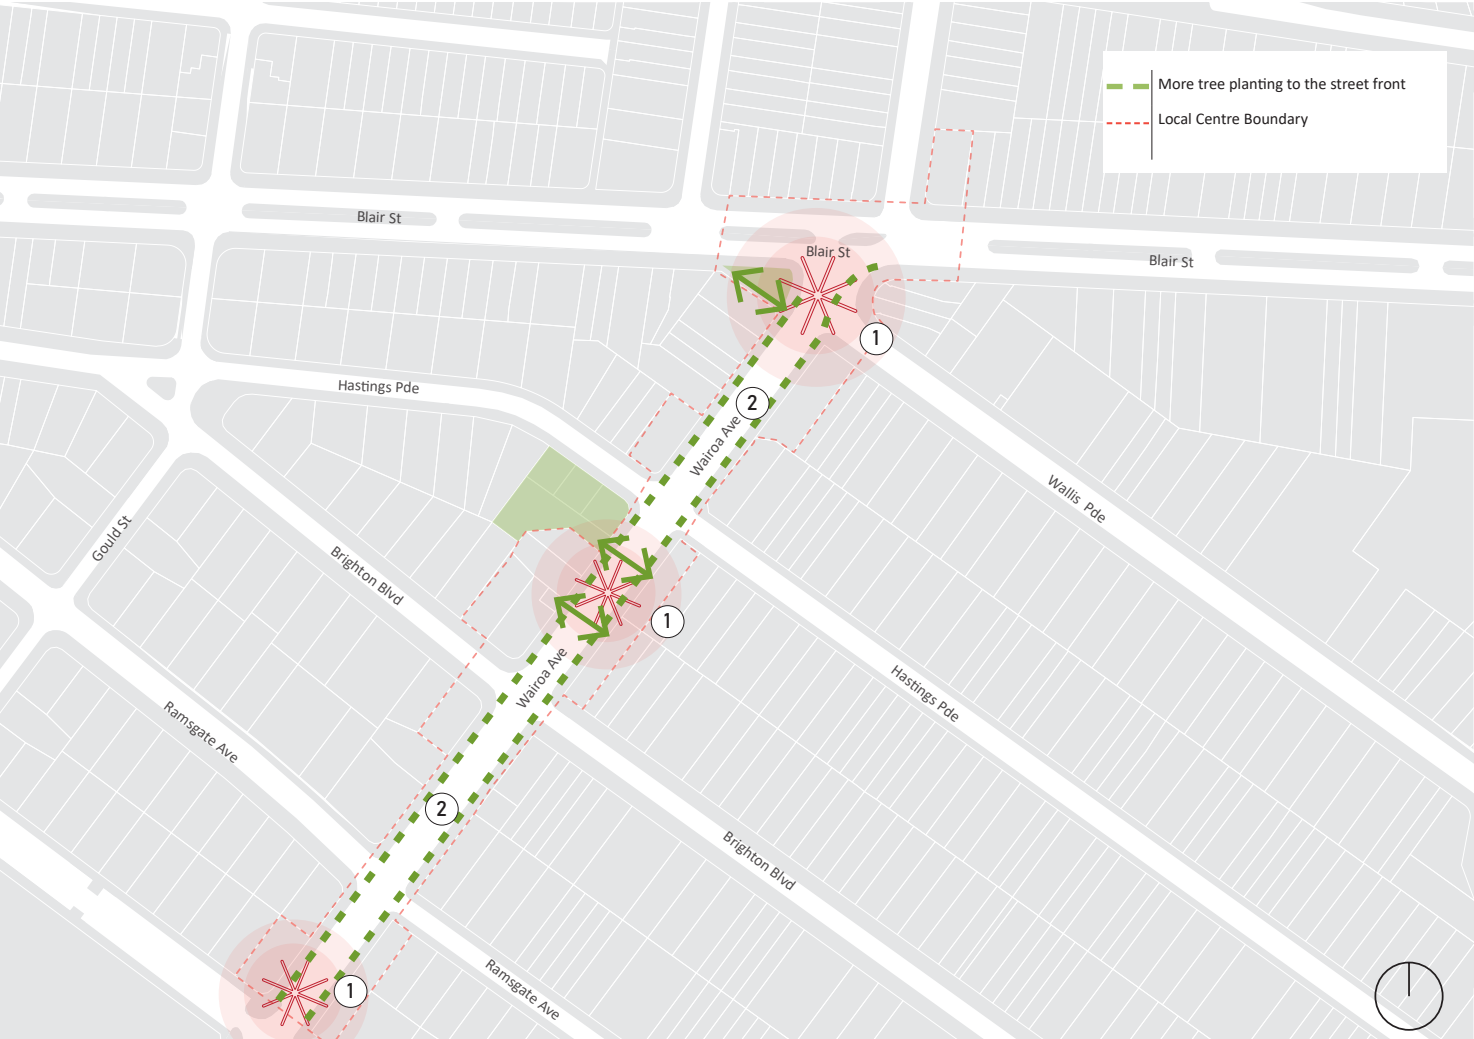 More tree planting to the street front
Local Centre Boundary
Blair St
Blair St
Blair St
1
Hastings Pde
2
Wairoa Ave
Wallis Pde
Gould St
Brighton Blvd
1
Wairoa Ave
Hastings Pde
Ramsgate Ave
2
Brighton Blvd
1
Ramsgate Ave